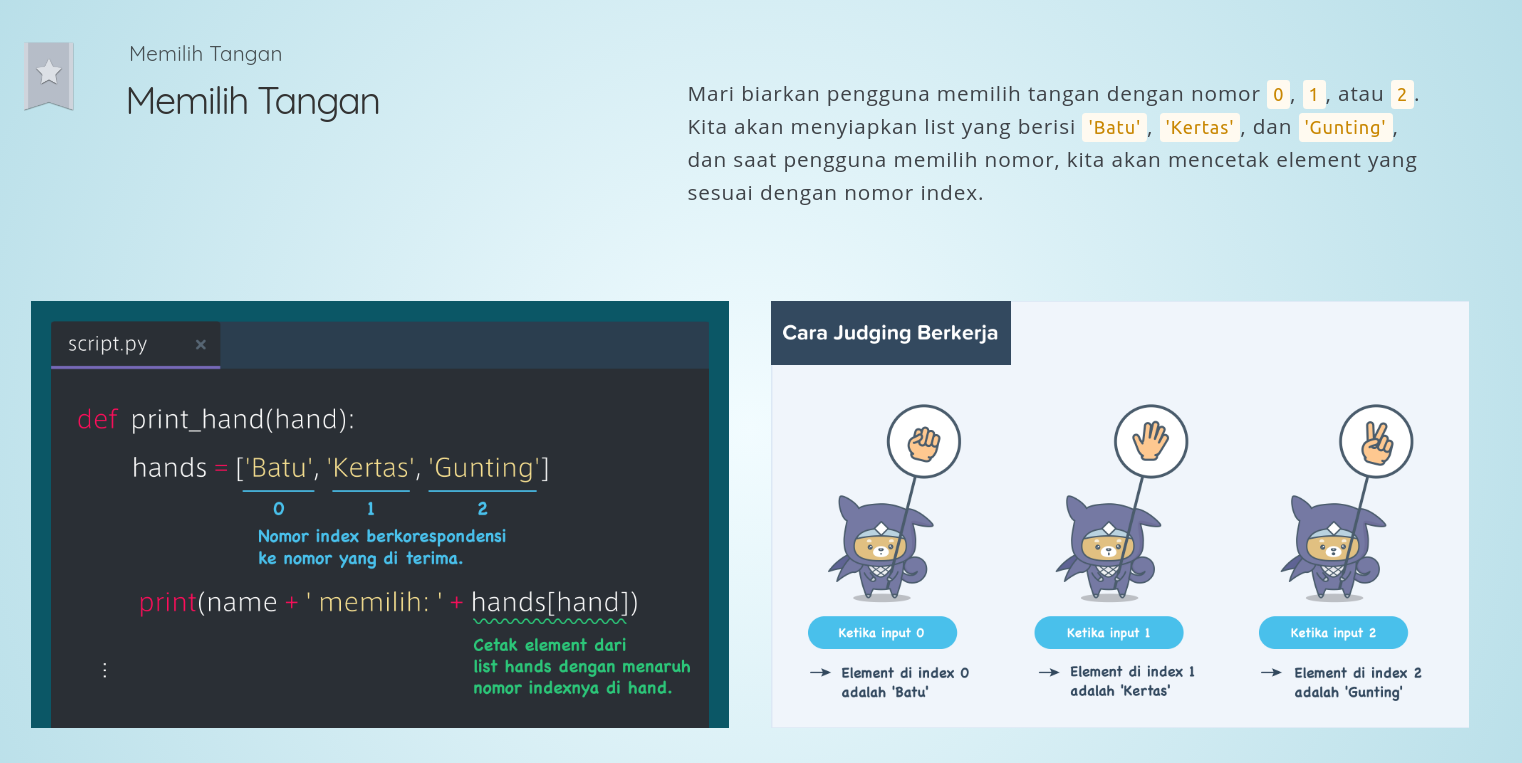 Memilih Tangan
Memilih Tangan
Mari biarkan pengguna memilih tangan dengan nomor 0, 1, atau 2.
Kita akan menyiapkan list yang berisi 'Batu', 'Kertas', dan 'Gunting',
dan saat pengguna memilih nomor, kita akan mencetak element yang
sesuai dengan nomor index.
script.py ×
def print_hand(hand):
hands = ['Batu', 'Kertas', 'Gunting']
0 1 2
Nomor index berkorespondensi
ke nomor yang di terima.
print(name + ' memilih: ' + hands[hand])
Cetak element dari
list hands dengan menaruh
nomor indexnya di hand.
⋮
Cara Judging Berkerja
Ketika input 0
→ Element di index 0
adalah 'Batu'
Ketika input 1
→ Element di index 1
adalah 'Kertas'
Ketika input 2
→ Element di index 2
adalah 'Gunting'